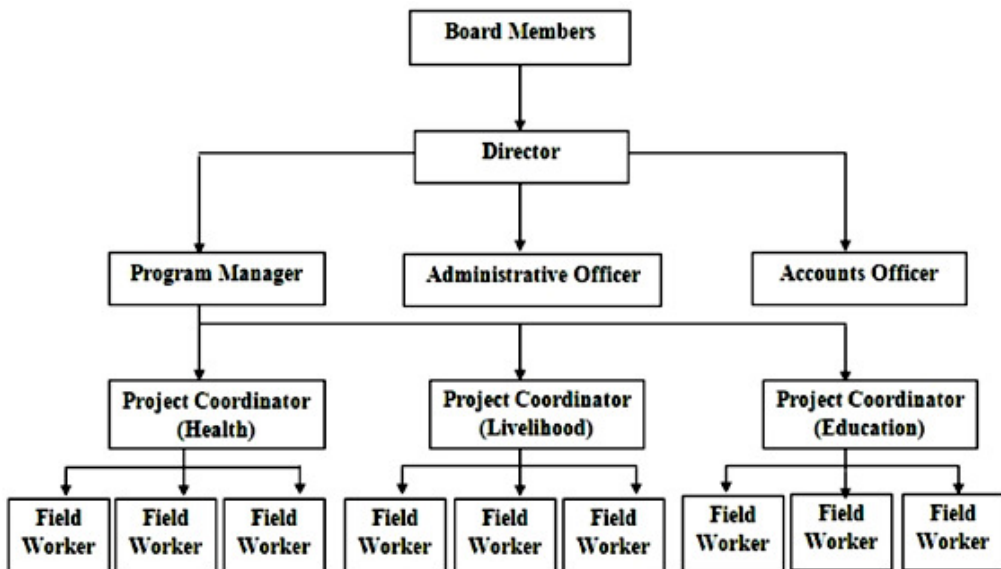 Board Members
Director
Program Manager
Administrative Officer
Accounts Officer
Project Coordinator
(Health)
Project Coordinator
(Livelihood)
Project Coordinator
(Education)
Field
Worker
Field
Worker
Field
Worker
Field
Worker
Field
Worker
Field
Worker
Field
Worker
Field
Worker
Field
Worker